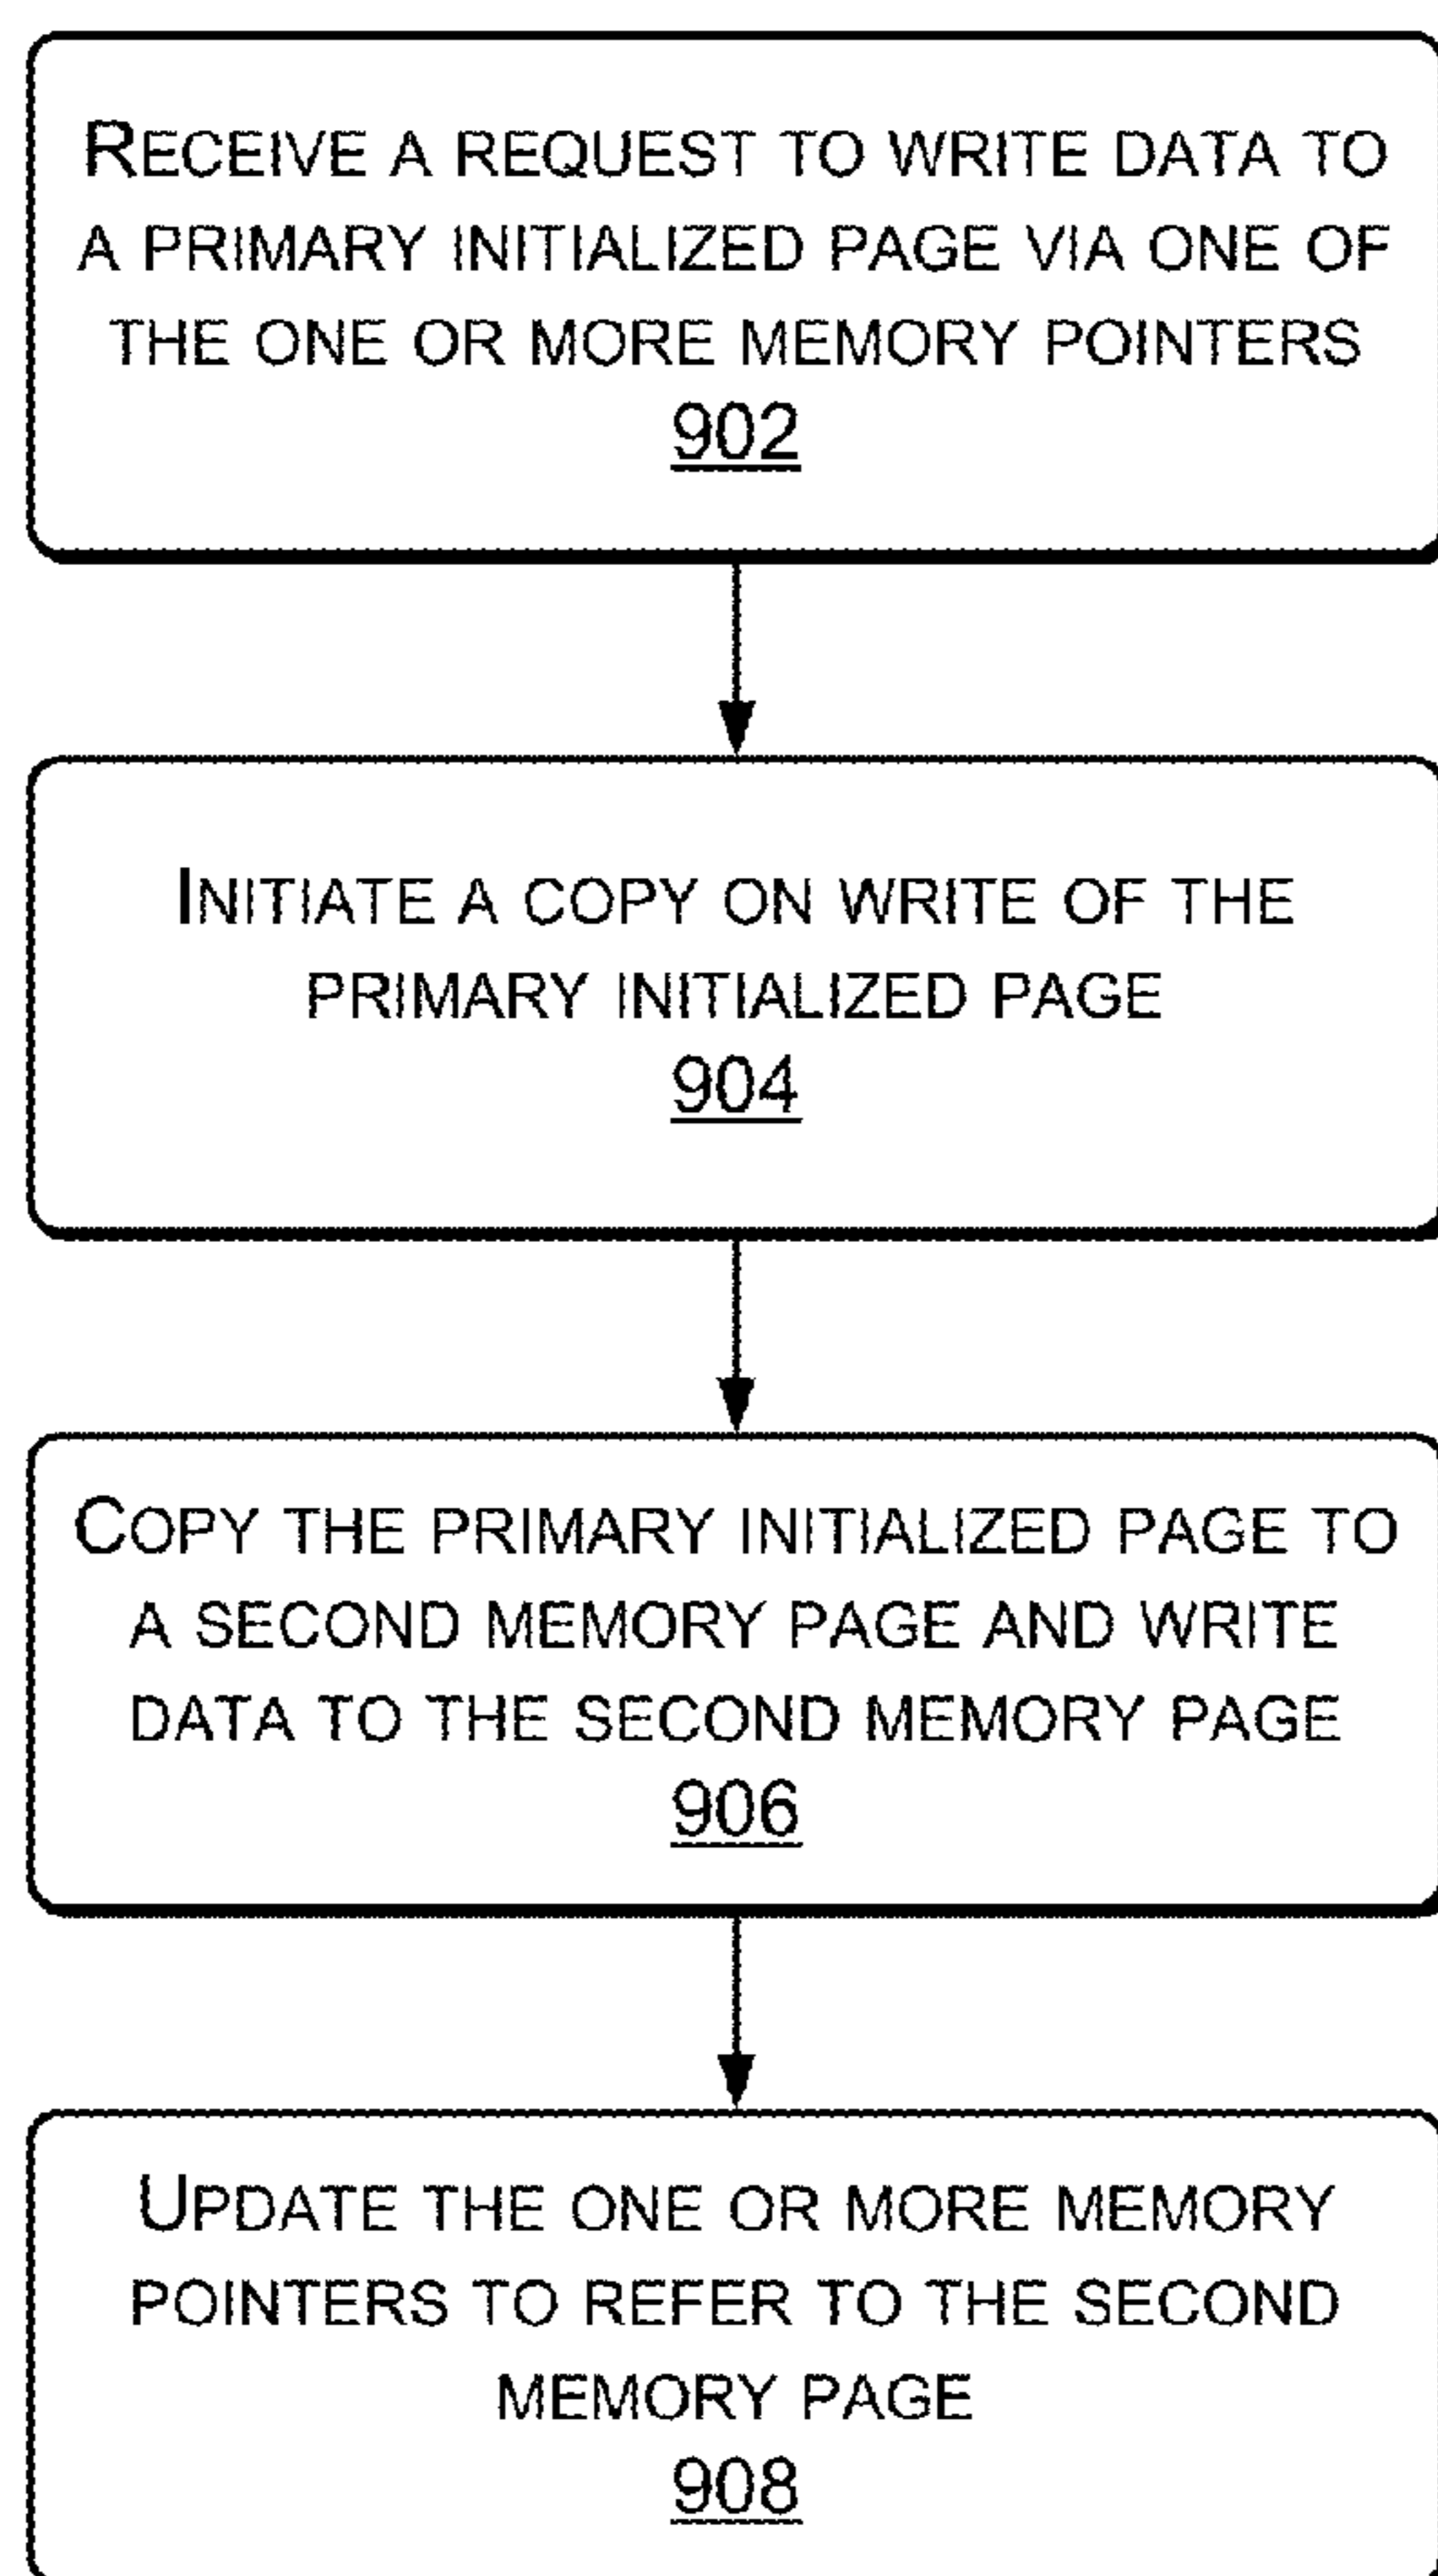 RECEIVE A REQUEST TO WRITE DATA TO
A PRIMARY INITIALIZED PAGE VIA ONE OF
THE ONE OR MORE MEMORY POINTERS
902
INITIATE A COPY ON WRITE OF THE
PRIMARY INITIALIZED PAGE
904
COPY THE PRIMARY INITIALIZED PAGE TO
A SECOND MEMORY PAGE AND WRITE
DATA TO THE SECOND MEMORY PAGE
906
UPDATE THE ONE OR MORE MEMORY
POINTERS TO REFER TO THE SECOND
MEMORY PAGE
908